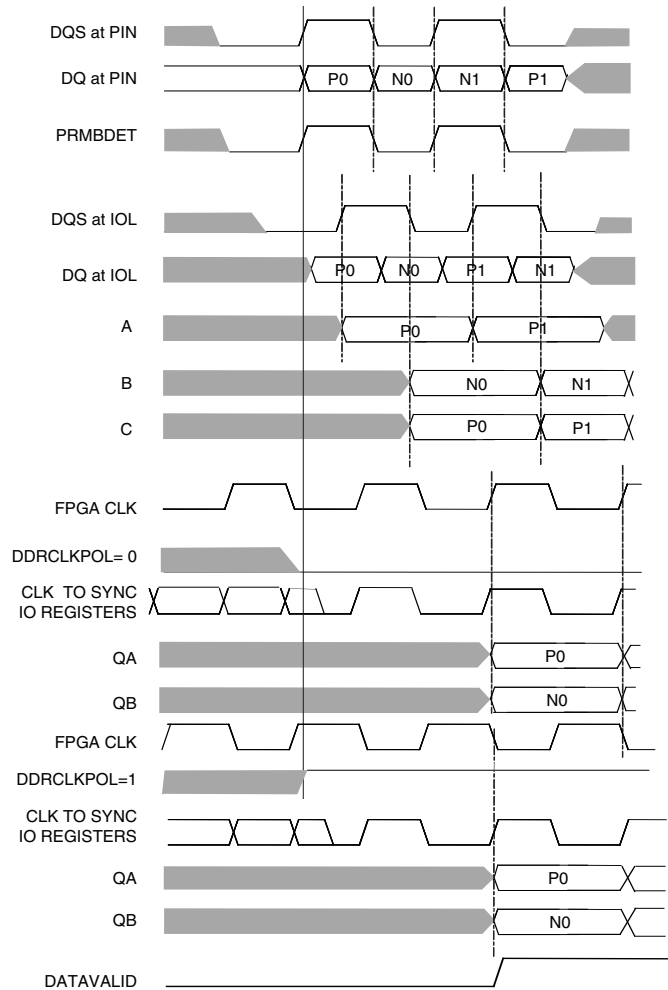 DQS at PIN
DQ at PIN P0 N0 N1 P1
PRMBDET
DQS at IOL
DQ at IOL P0 N0 P1 N1
A P0 P1
B N0 N1
C P0 P1
FPGA CLK
DDRCLKPOL= 0
CLK TO SYNC
IO REGISTERS
QA P0
QB N0
FPGA CLK
DDRCLKPOL=1
CLK TO SYNC
IO REGISTERS
QA P0
QB N0
DATAVALID